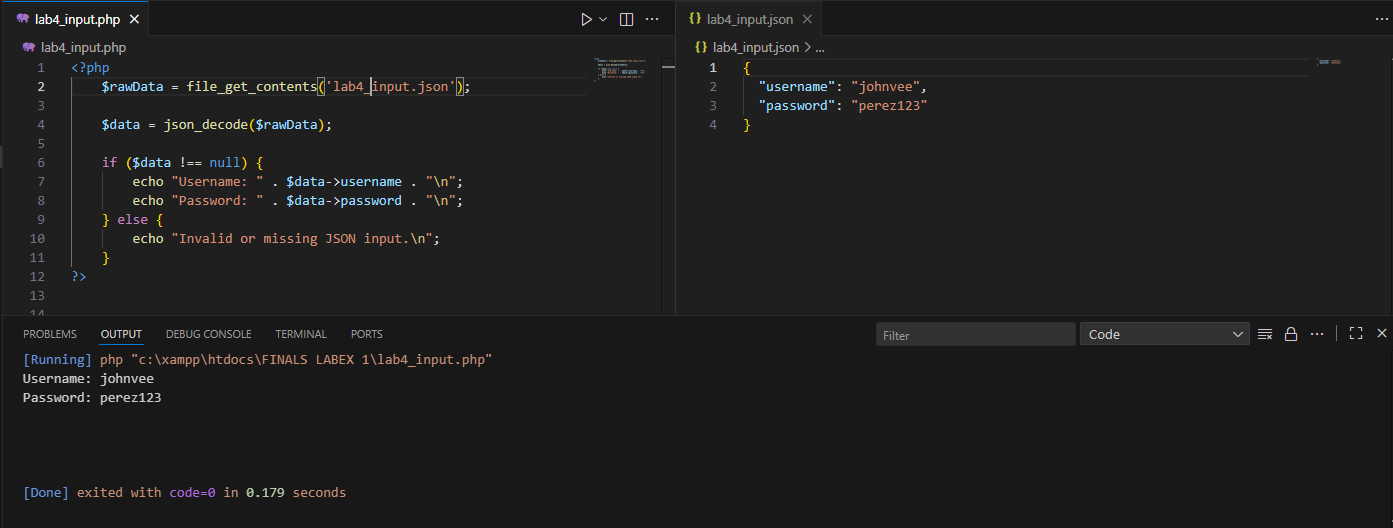 lab4_input.php
lab4_input.php
1 <?php
2 $rawData = file_get_contents('lab4_input.json');
3
4 $data = json_decode($rawData);
5
6 if ($data !== null) {
7 echo "Username: " . $data->username . "\n";
8 echo "Password: " . $data->password . "\n";
9 } else {
10 echo "Invalid or missing JSON input.\n";
11 }
12 ?>
13
14
{} lab4_input.json
{} lab4_input.json > ...
1 {
2 "username": "johnvee",
3 "password": "perez123"
4 }
PROBLEMS OUTPUT DEBUG CONSOLE TERMINAL PORTS Filter Code
[Running] php "c:\xampp\htdocs\FINALS LABEX 1\lab4_input.php"
Username: johnvee
Password: perez123
[Done] exited with code=0 in 0.179 seconds